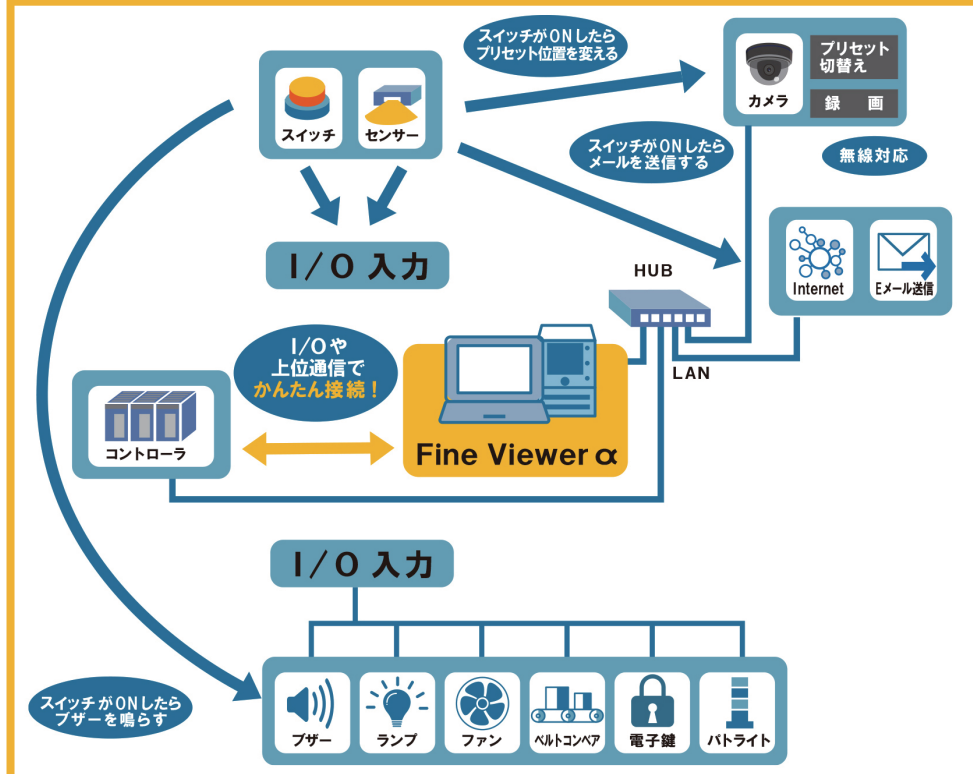 スイッチがONしたら
プリセット位置を変える
プリセット
切替え
カメラ
録 画
スイッチ
センサー
スイッチがONしたら
メールを送信する
無線対応
I/O 入力
HUB
Internet
Eメール送信
I/Oや
上位通信で
かんたん接続!
LAN
コントローラ
Fine Viewer α
I/O 入力
スイッチがONしたら
ブザーを鳴らす
ブザー
ランプ
ファン
ベルトコンベア
電子鍵
パトライト